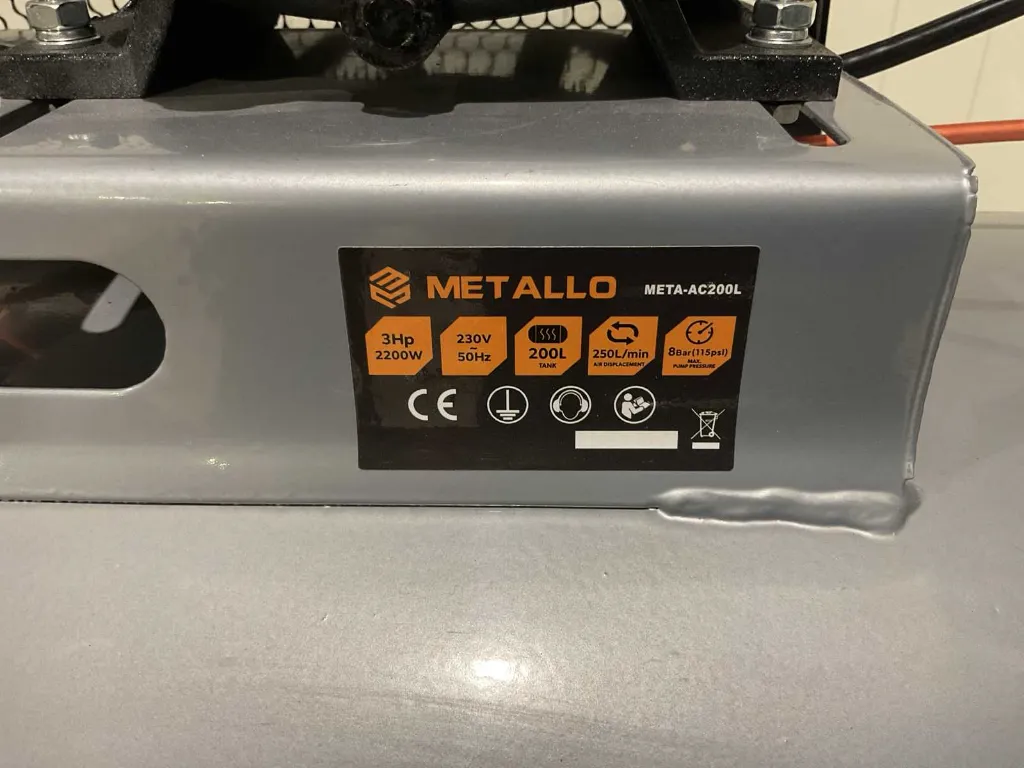 METALLO META-AC200L
3Hp
2200W
230V
~
50Hz
200L
TANK
250L/min
AIR DISPLACEMENT
8Bar(115psi)
MAX.
PUMP PRESSURE
CE